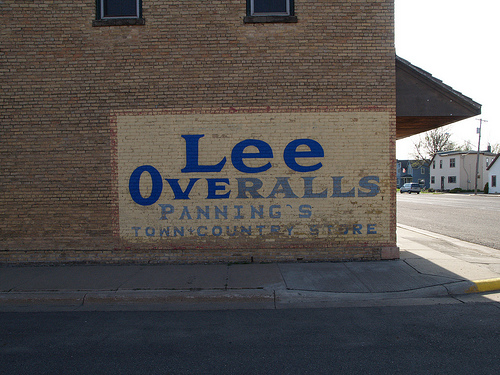 Lee
OVERALLS
PANNING'S
TOWN+COUNTRY STORE